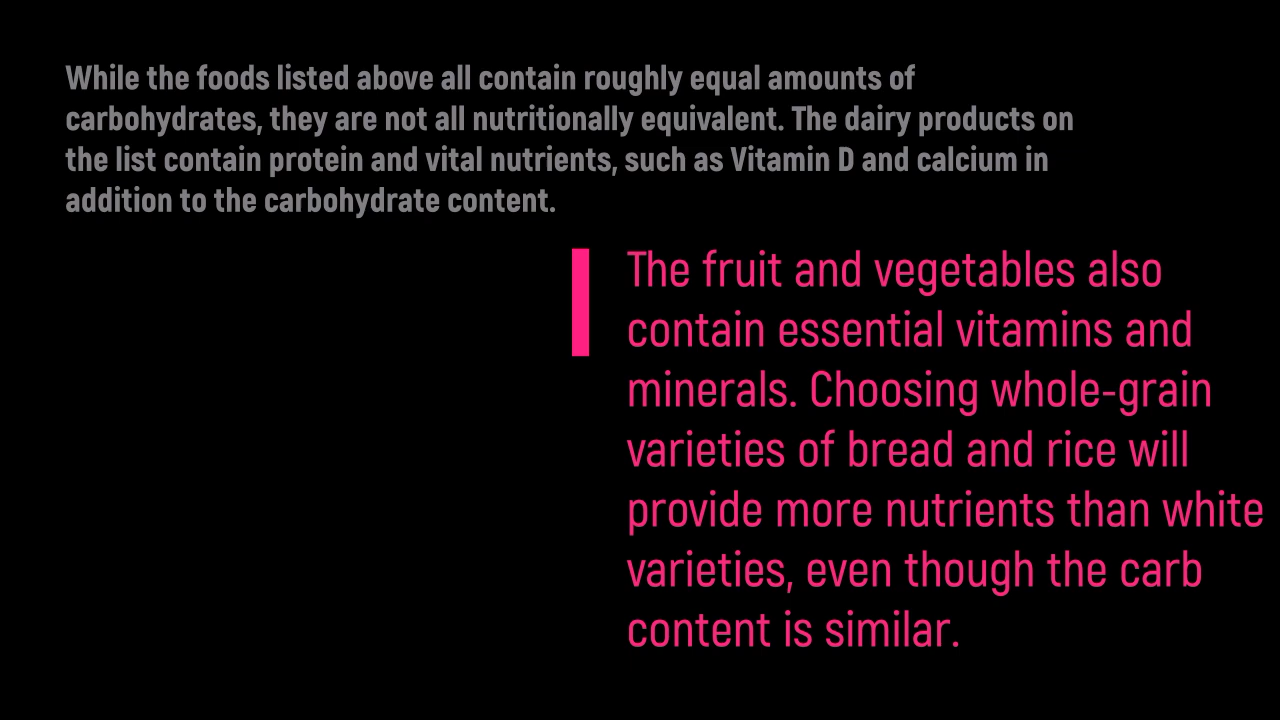 While the foods listed above all contain roughly equal amounts of
carbohydrates, they are not all nutritionally equivalent. The dairy products on
the list contain protein and vital nutrients, such as Vitamin D and calcium in
addition to the carbohydrate content.
The fruit and vegetables also
contain essential vitamins and
minerals. Choosing whole-grain
varieties of bread and rice will
provide more nutrients than white
varieties, even though the carb
content is similar.